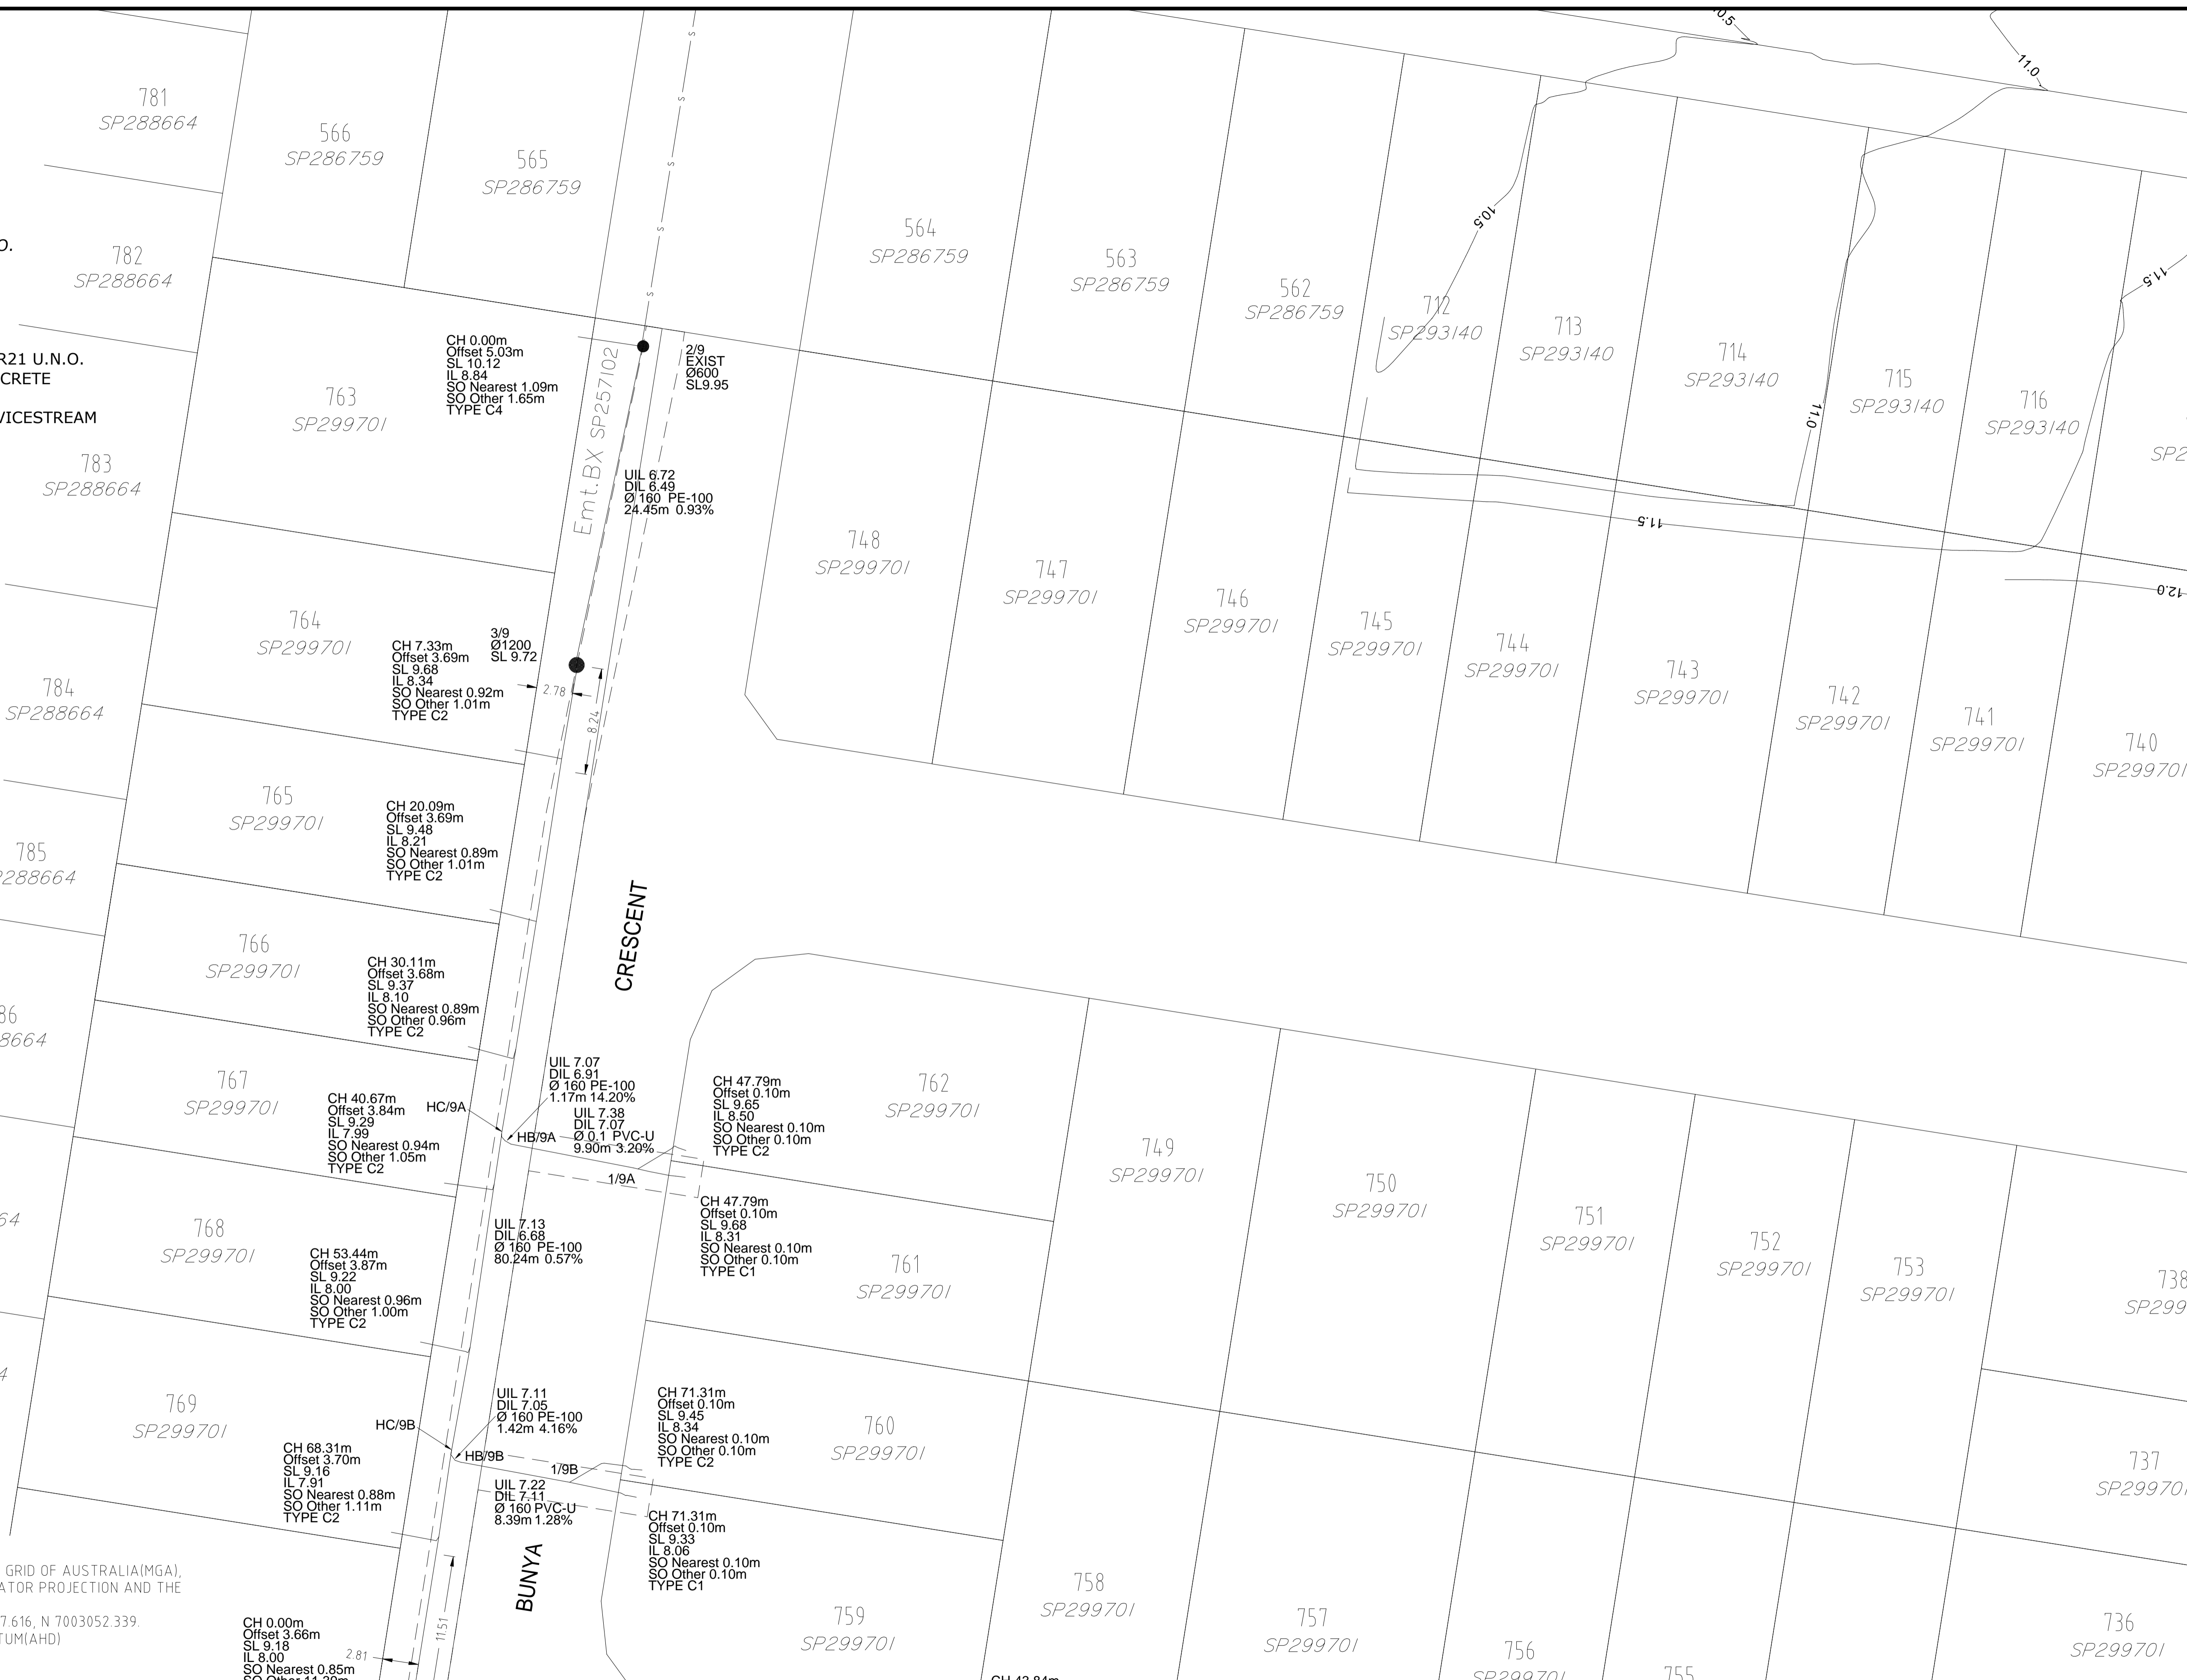 10.5
11.0
781
SP288664
566
SP286759
565
SP286759
782
SP288664
564
SP286759
563
SP286759
562
SP286759
10.5
11.5
712
SP293140
713
SP293140
714
SP293140
715
SP293140
716
SP293140
11.0
11.5
12.0
R21 U.N.O.
CRETE
VICESTREAM
783
SP288664
763
SP299701
CH 0.00m
Offset 5.03m
SL 10.12
IL 8.84
SO Nearest 1.09m
SO Other 1.65m
TYPE C4
Emt.BX SP257102
2/9
EXIST
Ø600
SL9.95
UIL 6.72
DIL 6.49
Ø 160 PE-100
24.45m 0.93%
748
SP299701
747
SP299701
746
SP299701
745
SP299701
744
SP299701
743
SP299701
742
SP299701
741
SP299701
740
SP299701
784
SP288664
764
SP299701
CH 7.33m
Offset 3.69m
SL 9.68
IL 8.34
SO Nearest 0.92m
SO Other 1.01m
TYPE C2
3/9
Ø1200
SL 9.72
2.78
8.24
785
288664
765
SP299701
CH 20.09m
Offset 3.69m
SL 9.48
IL 8.21
SO Nearest 0.89m
SO Other 1.01m
TYPE C2
CRESCENT
86
8664
766
SP299701
CH 30.11m
Offset 3.68m
SL 9.37
IL 8.10
SO Nearest 0.89m
SO Other 0.96m
TYPE C2
767
SP299701
CH 40.67m
Offset 3.84m
SL 9.29
IL 7.99
SO Nearest 0.94m
SO Other 1.05m
TYPE C2
HC/9A
UIL 7.07
DIL 6.91
Ø 160 PE-100
1.17m 14.20%
UIL 7.38
DIL 7.07
Ø 0.1 PVC-U
9.90m 3.20%
HB/9A
1/9A
CH 47.79m
Offset 0.10m
SL 9.65
IL 8.50
SO Nearest 0.10m
SO Other 0.10m
TYPE C2
762
SP299701
CH 47.79m
Offset 0.10m
SL 9.68
IL 8.31
SO Nearest 0.10m
SO Other 0.10m
TYPE C1
761
SP299701
749
SP299701
750
SP299701
751
SP299701
752
SP299701
753
SP299701
738
SP299
64
768
SP299701
CH 53.44m
Offset 3.87m
SL 9.22
IL 8.00
SO Nearest 0.96m
SO Other 1.00m
TYPE C2
UIL 7.13
DIL 6.68
Ø 160 PE-100
80.24m 0.57%
4
769
SP299701
CH 68.31m
Offset 3.70m
SL 9.16
IL 7.91
SO Nearest 0.88m
SO Other 1.11m
TYPE C2
HC/9B
UIL 7.11
DIL 7.05
Ø 160 PE-100
1.42m 4.16%
HB/9B
1/9B
UIL 7.22
DIL 7.11
Ø 160 PVC-U
8.39m 1.28%
CH 71.31m
Offset 0.10m
SL 9.45
IL 8.34
SO Nearest 0.10m
SO Other 0.10m
TYPE C2
760
SP299701
CH 71.31m
Offset 0.10m
SL 9.33
IL 8.06
SO Nearest 0.10m
SO Other 0.10m
TYPE C1
737
SP299701
BUNYA
11.51
759
SP299701
758
SP299701
757
SP299701
756
SP299701
755
736
SP299701
GRID OF AUSTRALIA(MGA),
ATOR PROJECTION AND THE
7.616, N 7003052.339.
TUM(AHD)
CH 0.00m
Offset 3.66m
SL 9.18
IL 8.00
SO Nearest 0.85m
2.81